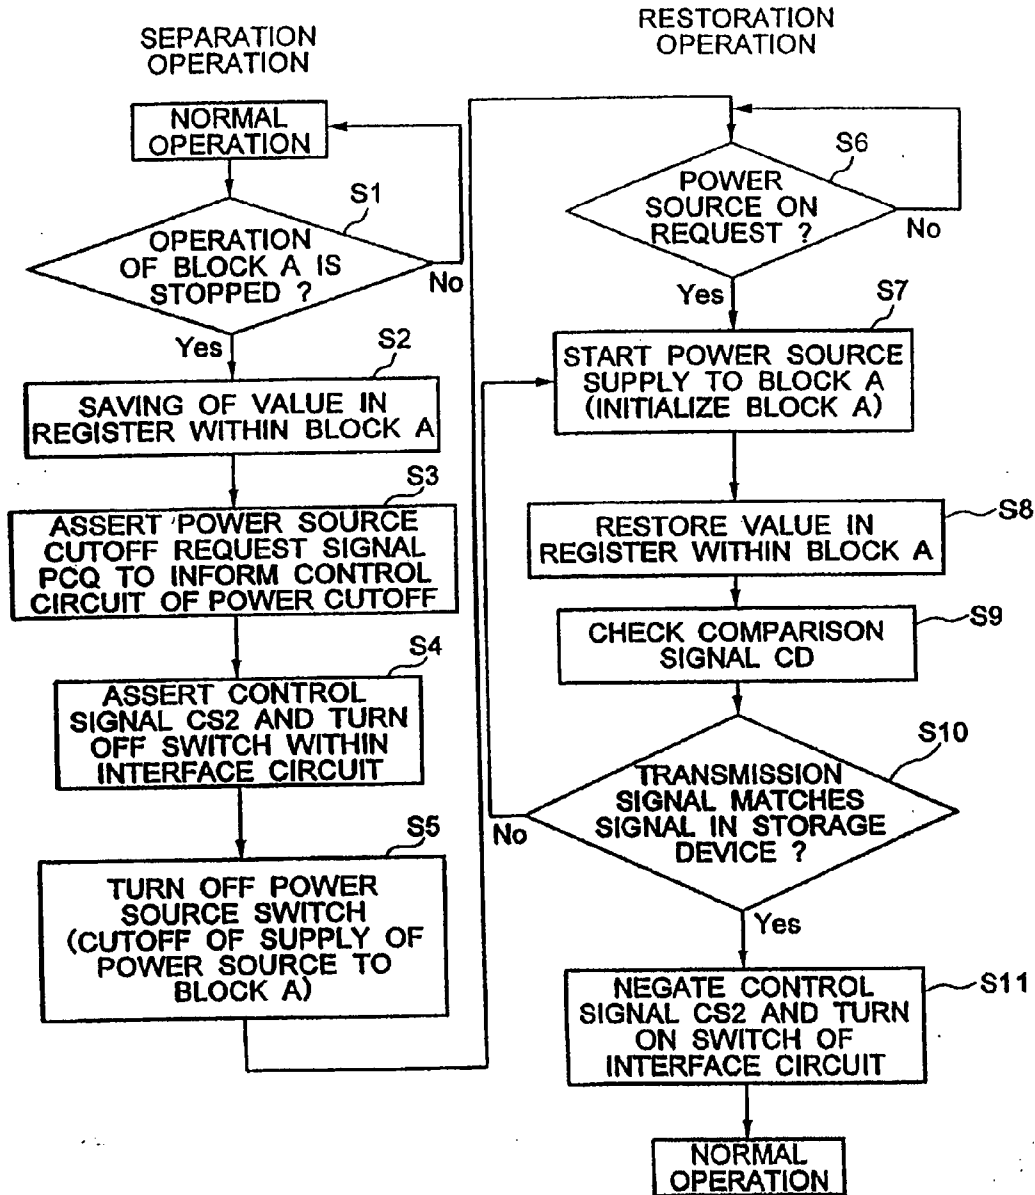 SEPARATION
OPERATION
NORMAL
OPERATION
S1
OPERATION
OF BLOCK A IS
STOPPED ?
No
Yes
S2
SAVING OF VALUE IN
REGISTER WITHIN BLOCK A
S3
ASSERT POWER SOURCE
CUTOFF REQUEST SIGNAL
PCQ TO INFORM CONTROL
CIRCUIT OF POWER CUTOFF
S4
ASSERT CONTROL
SIGNAL CS2 AND TURN
OFF SWITCH WITHIN
INTERFACE CIRCUIT
S5
TURN OFF POWER
SOURCE SWITCH
(CUTOFF OF SUPPLY OF
POWER SOURCE TO
BLOCK A)
RESTORATION
OPERATION
S6
POWER
SOURCE ON
REQUEST ?
No
Yes
S7
START POWER SOURCE
SUPPLY TO BLOCK A
(INITIALIZE BLOCK A)
S8
RESTORE VALUE IN
REGISTER WITHIN BLOCK A
S9
CHECK COMPARISON
SIGNAL CD
S10
TRANSMISSION
SIGNAL MATCHES
SIGNAL IN STORAGE
DEVICE ?
No
Yes
S11
NEGATE CONTROL
SIGNAL CS2 AND TURN
ON SWITCH OF
INTERFACE CIRCUIT
NORMAL
OPERATION